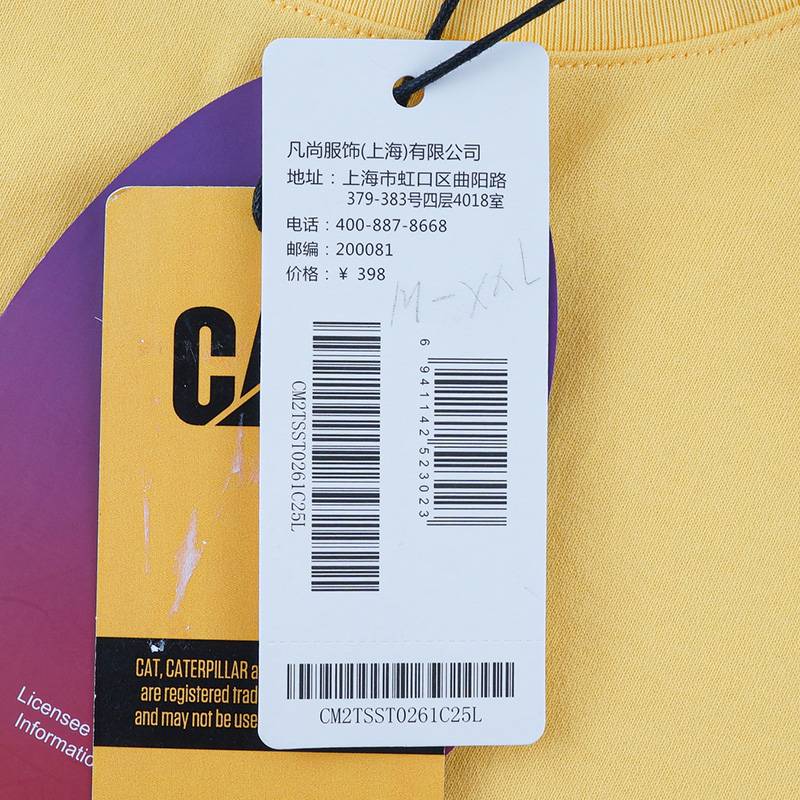 凡尚服饰(上海)有限公司
地址：上海市虹口区曲阳路
379-383号四层4018室
电话：400-887-8668
邮编：200081
价格：¥ 398
M-XXL
CM2TSST0261C25L
6 941142 523023
CM2TSST0261C25L
CA
CAT, CATERPILLAR a
are registered trad
and may not be use
Licensee
Informatio